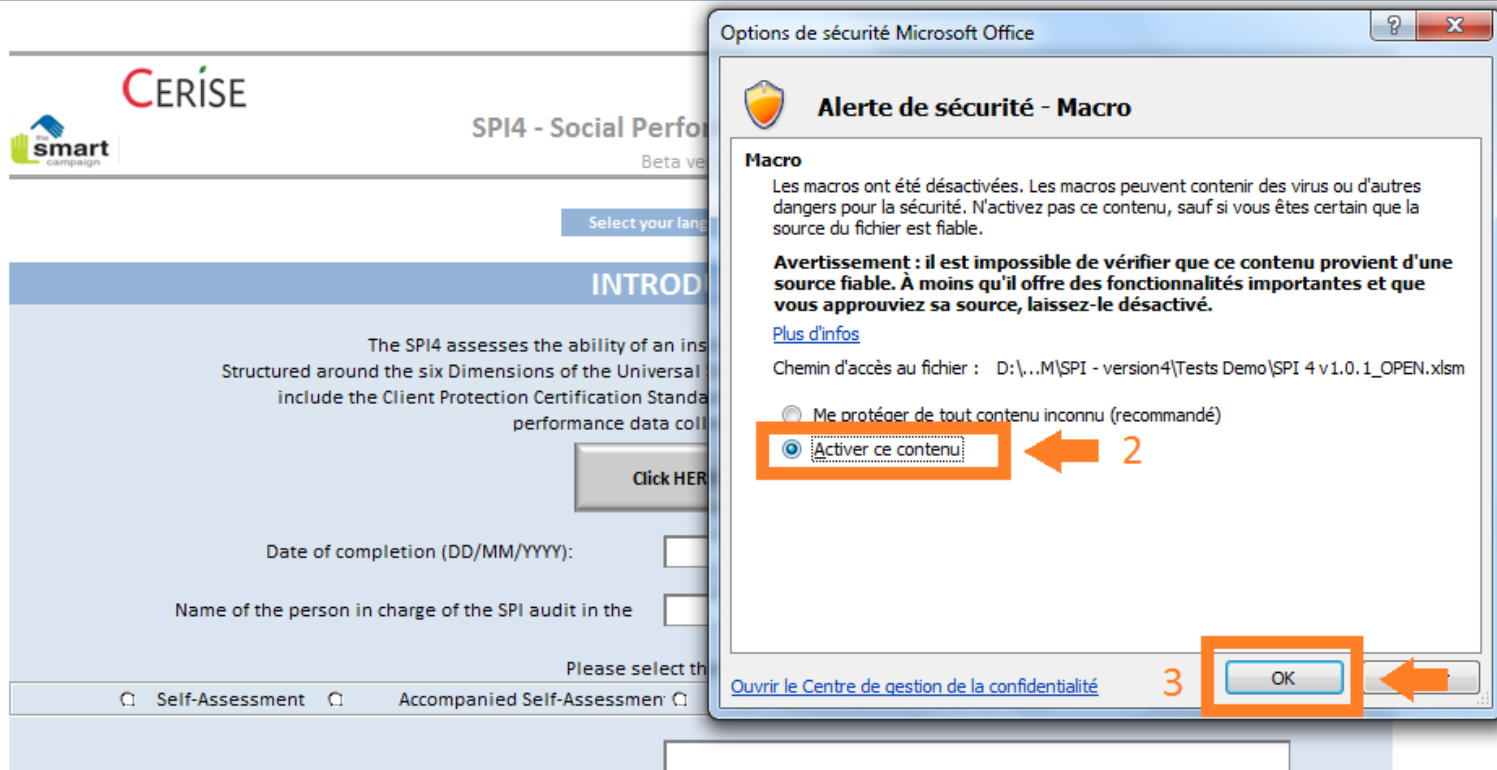 CERÍSE
the
smart
campaign
SPI4 - Social Perfor
Beta ve
Select your lang
INTROD
The SPI4 assesses the ability of an ins
Structured around the six Dimensions of the Universal
include the Client Protection Certification Standa
performance data coll
Click HER
Date of completion (DD/MM/YYYY):
Name of the person in charge of the SPI audit in the
Please select th
Self-Assessment
Accompanied Self-Assessmen
Options de sécurité Microsoft Office
Alerte de sécurité - Macro
Macro
Les macros ont été désactivées. Les macros peuvent contenir des virus ou d'autres
dangers pour la sécurité. N'activez pas ce contenu, sauf si vous êtes certain que la
source du fichier est fiable.
Avertissement : il est impossible de vérifier que ce contenu provient d'une
source fiable. À moins qu'il offre des fonctionnalités importantes et que
vous approuviez sa source, laissez-le désactivé.
Plus d'infos
Chemin d'accès au fichier : D:\...M\SPI - version4\Tests Demo\SPI 4 v1.0.1_OPEN.xlsm
Me protéger de tout contenu inconnu (recommandé)
Activer ce contenu
2
Ouvrir le Centre de gestion de la confidentialité
3
OK